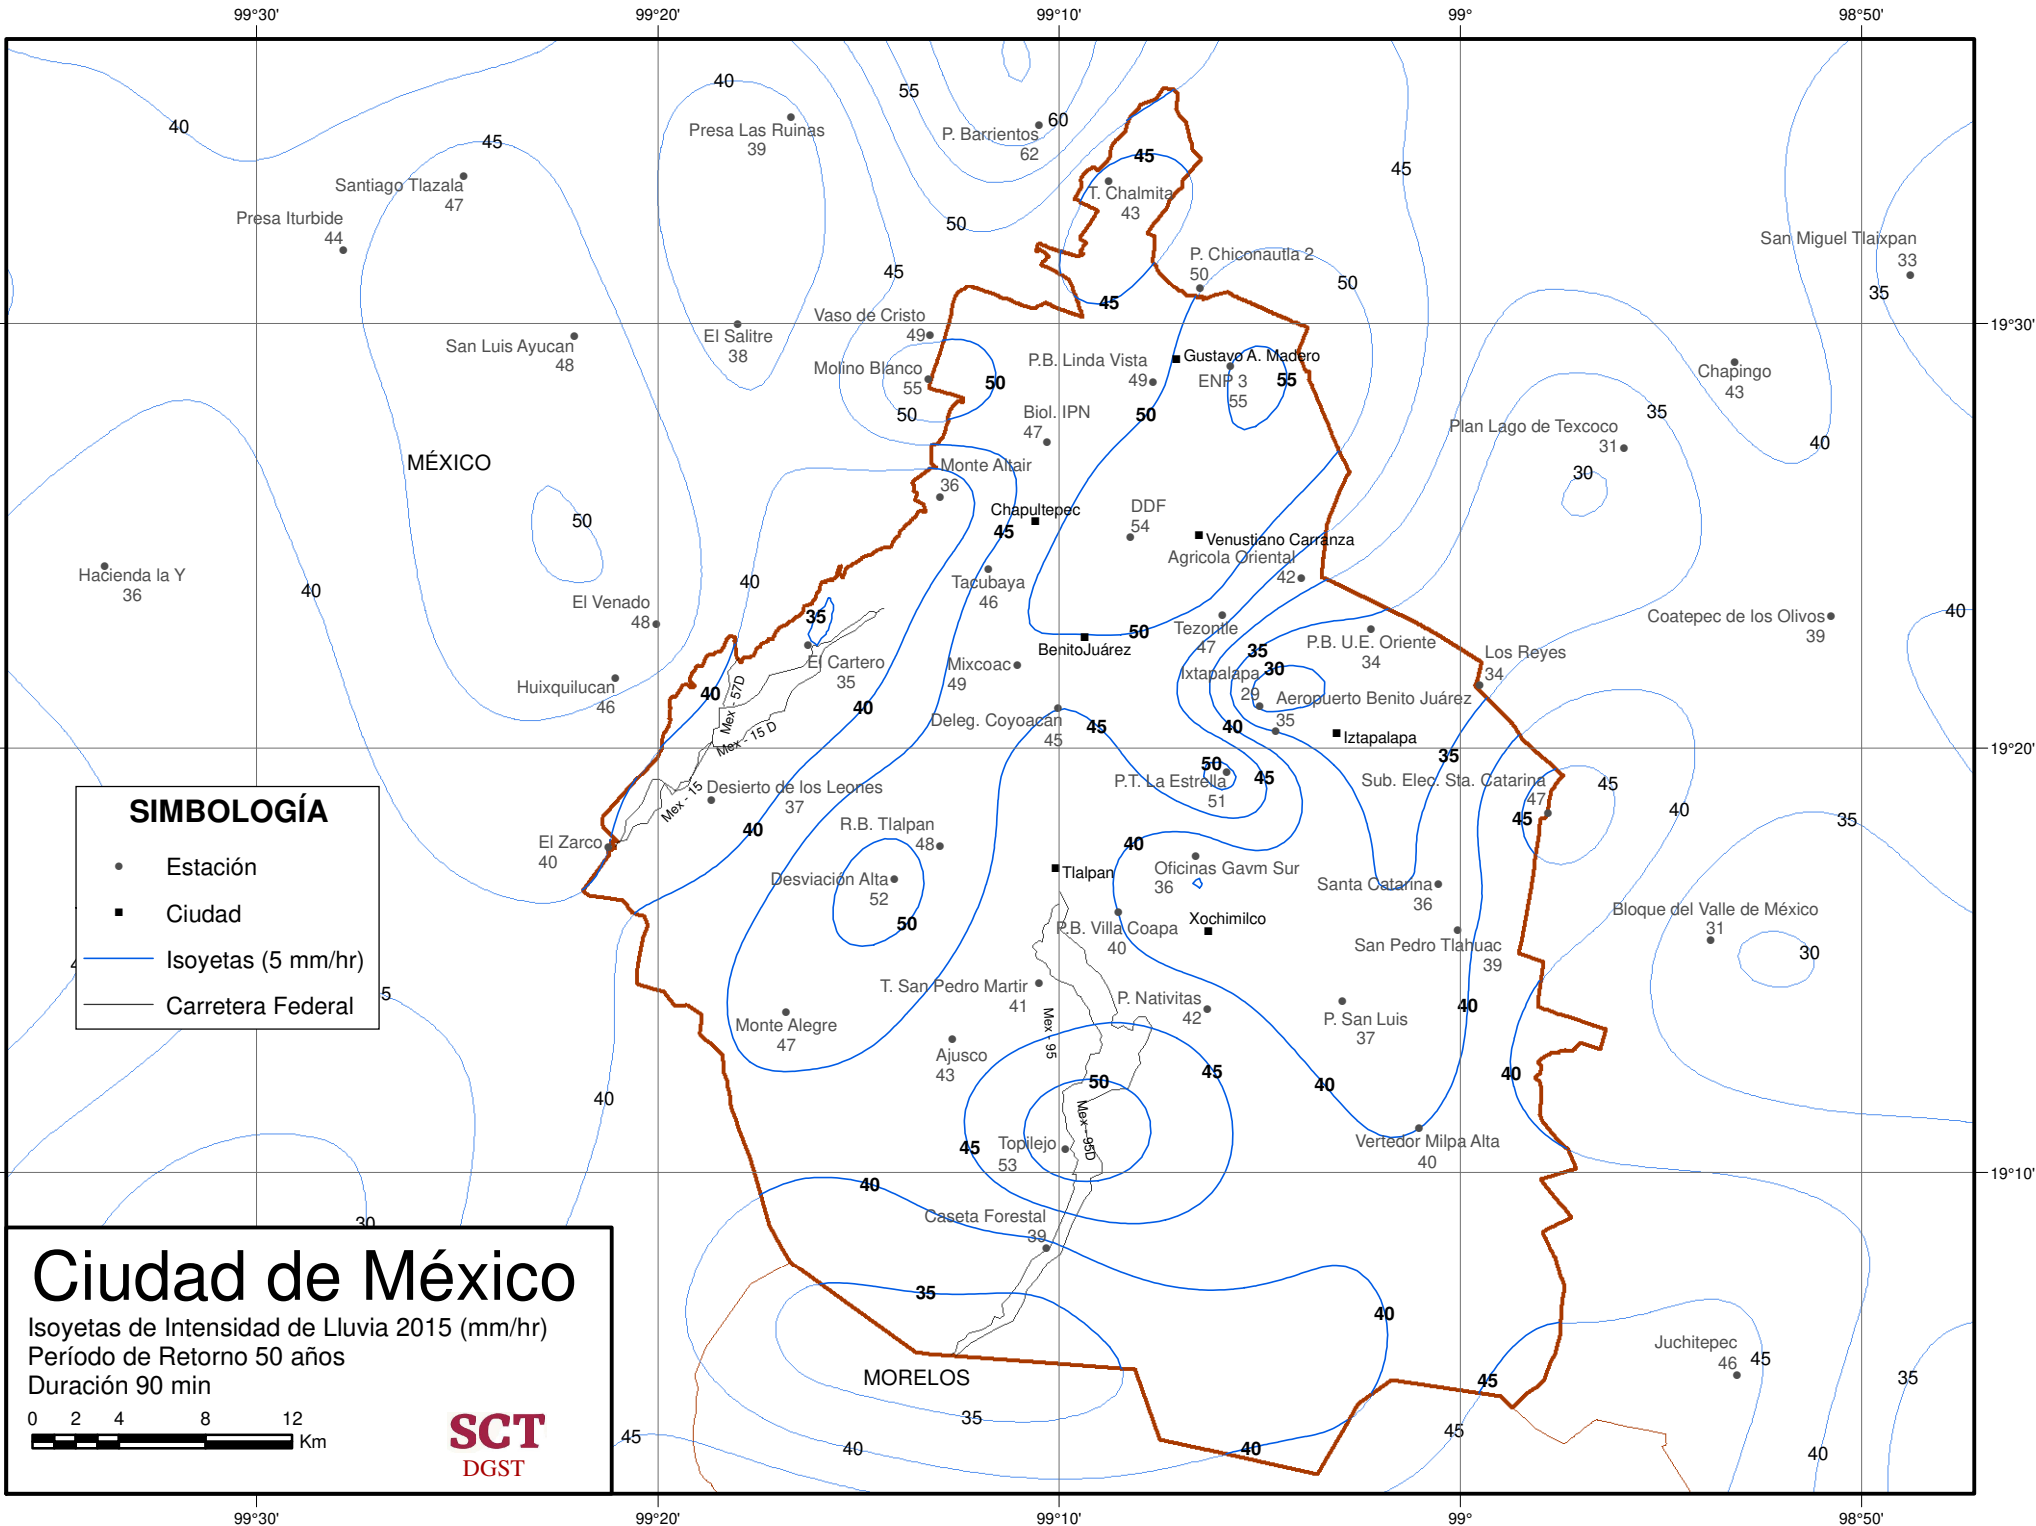 99°30'
99°20'
99°10'
99°
98°50'
40
55
P. Barrientos
62
60
40
Presa Las Ruinas
39
40
45
45
45
Santiago Tlazala
47
T. Chalmita
43
Presa Iturbide
44
50
San Miguel Tlaixpan
33
P. Chiconautla 2
50
45
50
35
45
Vaso de Cristo
49
19°30'
El Salitre
38
San Luis Ayucan
48
P.B. Linda Vista
49
Gustavo A. Madero
Molino Blanco
55
50
ENP 3
55
55
Chapingo
43
50
Biol. IPN
47
50
35
Plan Lago de Texcoco
31
40
MÉXICO
Monte Altair
36
30
Chapultepec
DDF
54
50
45
Venustiano Carranza
Agricola Oriental
42
Hacienda la Y
36
40
40
Tacubaya
46
El Venado
48
35
Coatepec de los Olivos
39
40
50
Tezontle
47
BenitoJuárez
P.B. U.E. Oriente
34
35
30
Los Reyes
34
El Cartero
35
Mixcoac
49
Ixtapalapa
29
Huixquilucan
46
40
Mex - 57D
Mex - 15 D
Mex - 15
40
Aeropuerto Benito Juárez
35
Deleg. Coyoacán
45
45
40
Iztapalapa
35
19°20'
50
45
P.T. La Estrella
51
Sub. Elec. Sta. Catarina
47
45
45
40
35
SIMBOLOGÍA
Estación
Ciudad
Isoyetas (5 mm/hr)
Carretera Federal
Desierto de los Leones
37
40
R.B. Tlalpan
48
El Zarco
40
40
Tlalpan
Oficinas Gavm Sur
36
Desviación Alta
52
50
Santa Catarina
36
Xochimilco
P.B. Villa Coapa
40
Bloque del Valle de México
31
San Pedro Tlahuac
39
30
5
T. San Pedro Martir
41
P. Nativitas
42
40
Monte Alegre
47
Mex - 95
P. San Luis
37
Ajusco
43
45
50
40
40
40
Mex - 95D
45
Topilejo
53
Vertedor Milpa Alta
40
19°10'
40
30
Caseta Forestal
39
35
40
Ciudad de México
Isoyetas de Intensidad de Lluvia 2015 (mm/hr)
Período de Retorno 50 años
Duración 90 min
0 2 4 8 12
Km
SCT
DGST
Juchitepec
46
45
MORELOS
45
35
35
45
45
40
40
40
99°30'
99°20'
99°10'
99°
98°50'